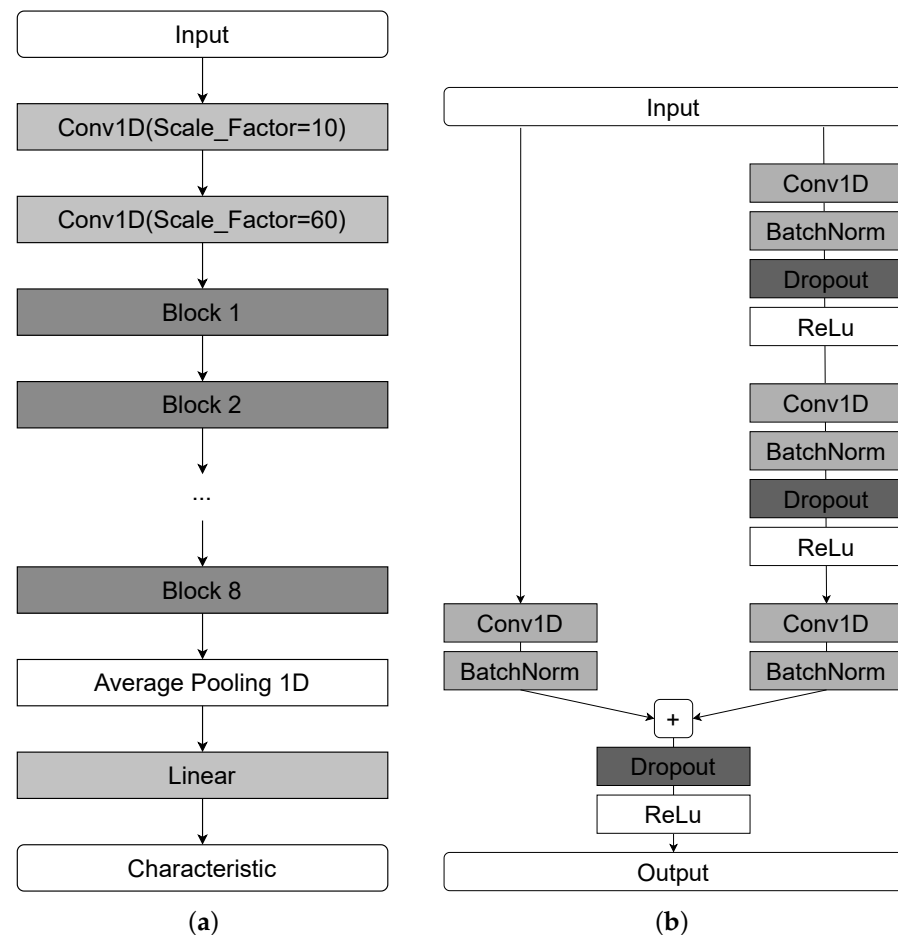 Input
Conv1D(Scale_Factor=10)
Conv1D(Scale_Factor=60)
Block 1
Block 2
...
Block 8
Average Pooling 1D
Linear
Characteristic
(a)
Input
Conv1D
BatchNorm
Dropout
ReLu
Conv1D
BatchNorm
Dropout
ReLu
Conv1D
BatchNorm
Conv1D
BatchNorm
+
Dropout
ReLu
Output
(b)